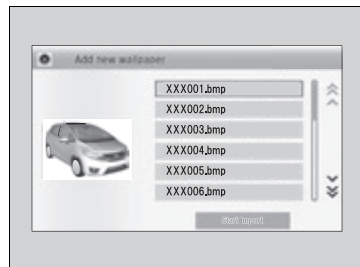 Add new wallpaper
XXX001.bmp
XXX002.bmp
XXX003.bmp
XXX004.bmp
XXX005.bmp
XXX006.bmp
Start Import